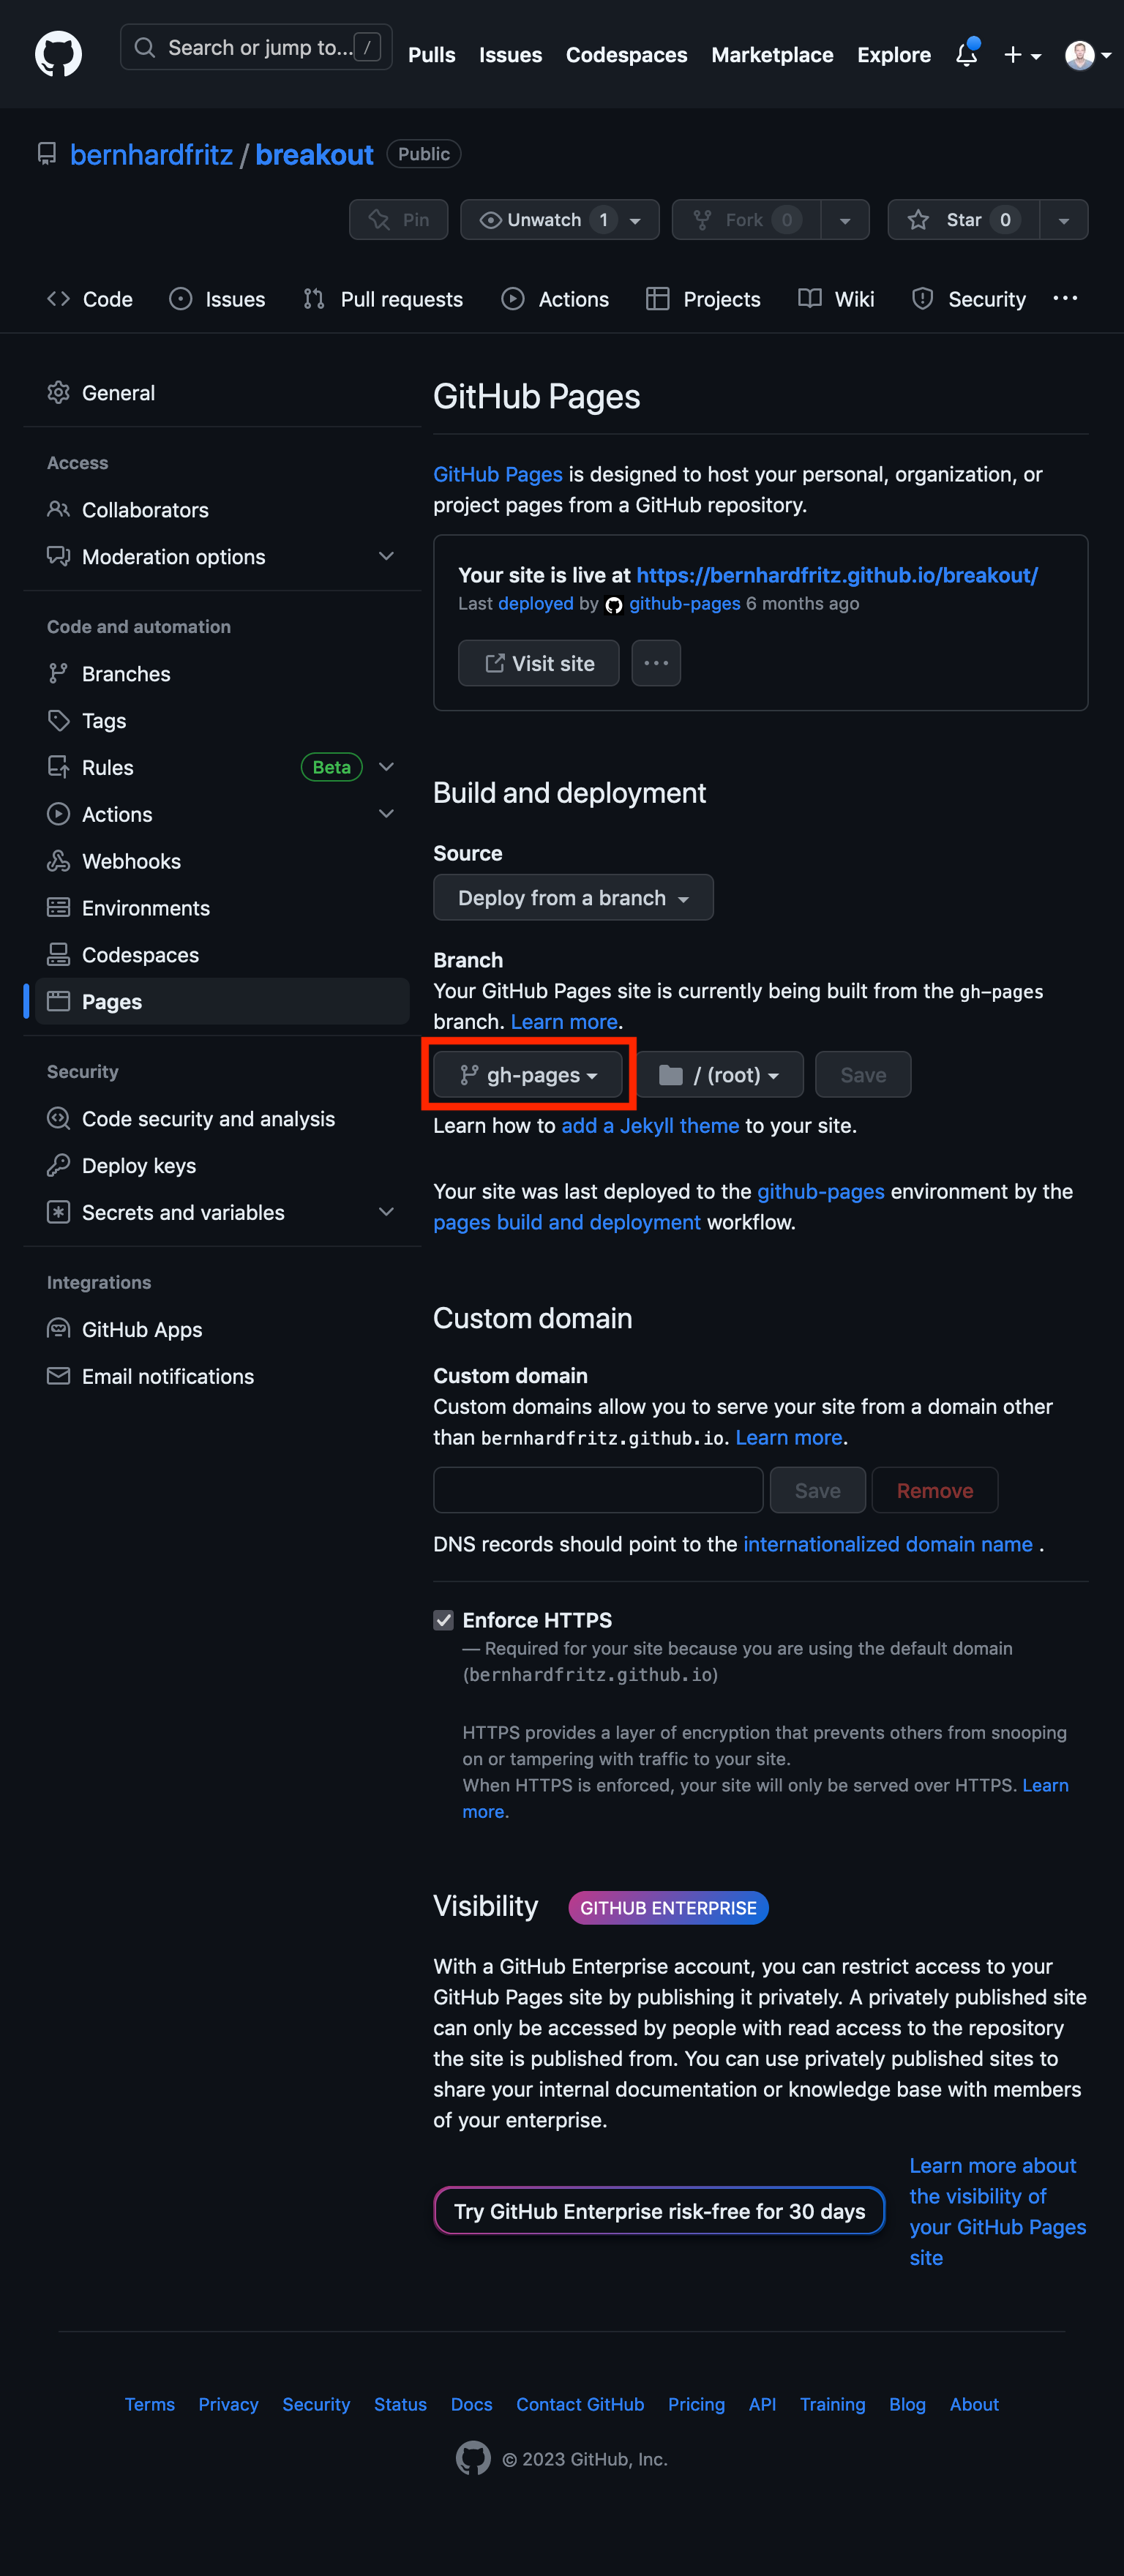 Search or jump to... /
Pulls Issues Codespaces Marketplace Explore
bernhardfritz / breakout Public
Pin Unwatch 1 Fork 0 Star 0
Code Issues Pull requests Actions Projects Wiki Security ...
General
Access
Collaborators
Moderation options
Code and automation
Branches
Tags
Rules Beta
Actions
Webhooks
Environments
Codespaces
Pages
Security
Code security and analysis
Deploy keys
Secrets and variables
Integrations
GitHub Apps
Email notifications
GitHub Pages
GitHub Pages is designed to host your personal, organization, or
project pages from a GitHub repository.
Your site is live at https://bernhardfritz.github.io/breakout/
Last deployed by github-pages 6 months ago
Visit site ...
Build and deployment
Source
Deploy from a branch
Branch
Your GitHub Pages site is currently being built from the gh-pages
branch. Learn more.
gh-pages / (root) Save
Learn how to add a Jekyll theme to your site.
Your site was last deployed to the github-pages environment by the
pages build and deployment workflow.
Custom domain
Custom domain
Custom domains allow you to serve your site from a domain other
than bernhardfritz.github.io. Learn more.
Save Remove
DNS records should point to the internationalized domain name .
Enforce HTTPS
— Required for your site because you are using the default domain
(bernhardfritz.github.io)
HTTPS provides a layer of encryption that prevents others from snooping
on or tampering with traffic to your site.
When HTTPS is enforced, your site will only be served over HTTPS. Learn
more.
Visibility GITHUB ENTERPRISE
With a GitHub Enterprise account, you can restrict access to your
GitHub Pages site by publishing it privately. A privately published site
can only be accessed by people with read access to the repository
the site is published from. You can use privately published sites to
share your internal documentation or knowledge base with members
of your enterprise.
Try GitHub Enterprise risk-free for 30 days
Learn more about
the visibility of
your GitHub Pages
site
Terms Privacy Security Status Docs Contact GitHub Pricing API Training Blog About
© 2023 GitHub, Inc.